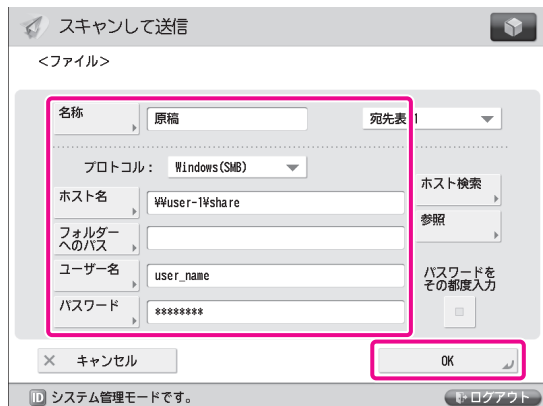 スキャンして送信
<ファイル>
名称 原稿 宛先表 1
プロトコル： Windows(SMB)
ホスト検索
ホスト名 ¥¥user-1¥share
参照
フォルダーへのパス
ユーザー名 user_name
パスワードを
その都度入力
パスワード ********
キャンセル OK
ID システム管理モードです。 ログアウト